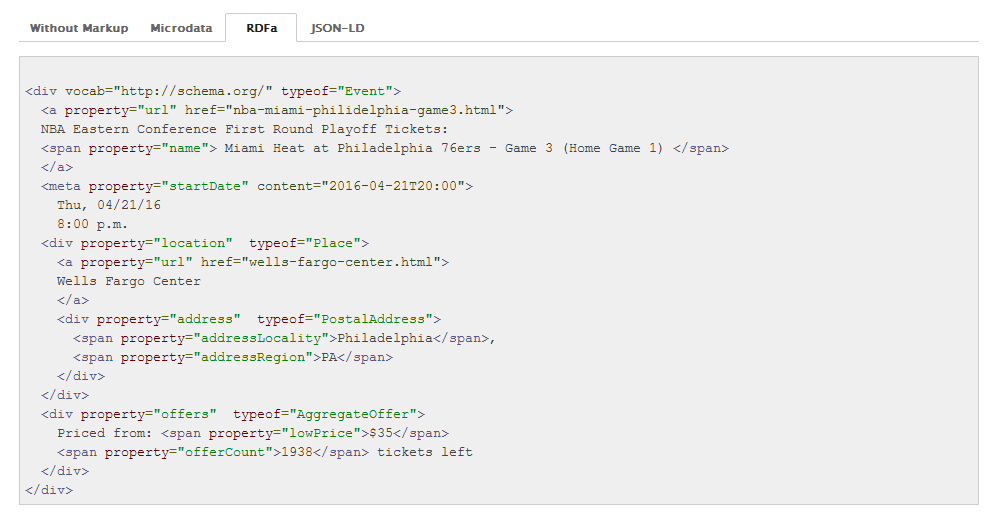 Without Markup Microdata RDFa JSON-LD
<div vocab="http://schema.org/" typeof="Event">
  <a property="url" href="nba-miami-philidelphia-game3.html">
  NBA Eastern Conference First Round Playoff Tickets:
  <span property="name"> Miami Heat at Philadelphia 76ers - Game 3 (Home Game 1) </span>
  </a>
  <meta property="startDate" content="2016-04-21T20:00">
    Thu, 04/21/16
    8:00 p.m.
  <div property="location"  typeof="Place">
    <a property="url" href="wells-fargo-center.html">
    Wells Fargo Center
    </a>
    <div property="address"  typeof="PostalAddress">
      <span property="addressLocality">Philadelphia</span>,
      <span property="addressRegion">PA</span>
    </div>
  </div>
  <div property="offers"  typeof="AggregateOffer">
    Priced from: <span property="lowPrice">$35</span>
    <span property="offerCount">1938</span> tickets left
  </div>
</div>